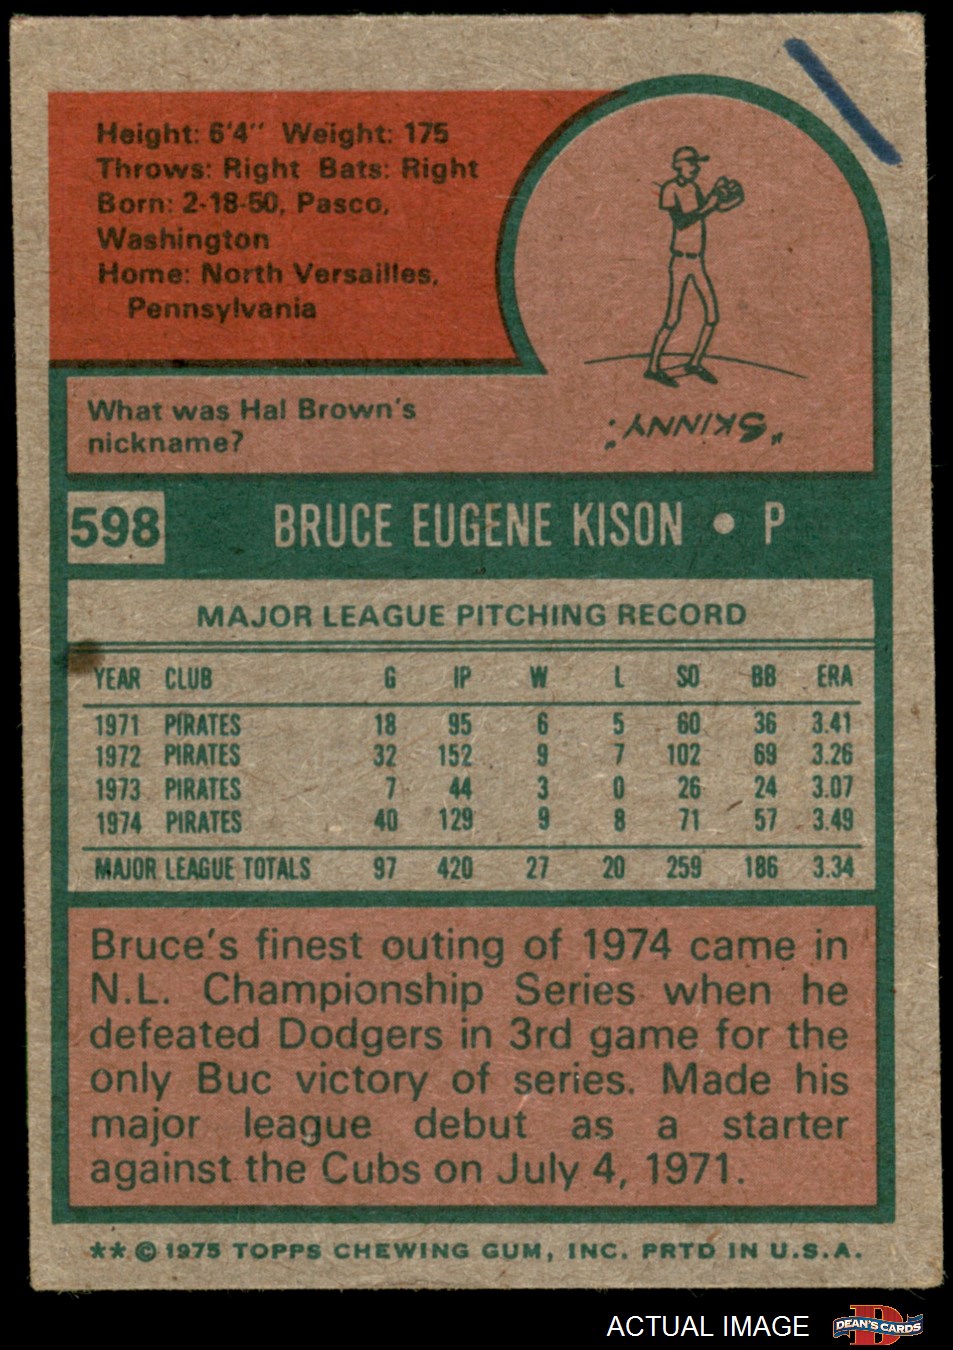 Height: 6'4" Weight: 175
Throws: Right Bats: Right
Born: 2-18-50, Pasco,
Washington
Home: North Versailles,
Pennsylvania
What was Hal Brown's
nickname?
"SKINNY."
598 BRUCE EUGENE KISON • P
MAJOR LEAGUE PITCHING RECORD
YEAR CLUB G IP W L SO BB ERA
1971 PIRATES 18 95 6 5 60 36 3.41
1972 PIRATES 32 152 9 7 102 69 3.26
1973 PIRATES 7 44 3 0 26 24 3.07
1974 PIRATES 40 129 9 8 71 57 3.49
MAJOR LEAGUE TOTALS 97 420 27 20 259 186 3.34
Bruce's finest outing of 1974 came in
N.L. Championship Series when he
defeated Dodgers in 3rd game for the
only Buc victory of series. Made his
major league debut as a starter
against the Cubs on July 4, 1971.
** © 1975 TOPPS CHEWING GUM, INC. PRTD IN U.S.A.
ACTUAL IMAGE
D
DEAN'S CARDS